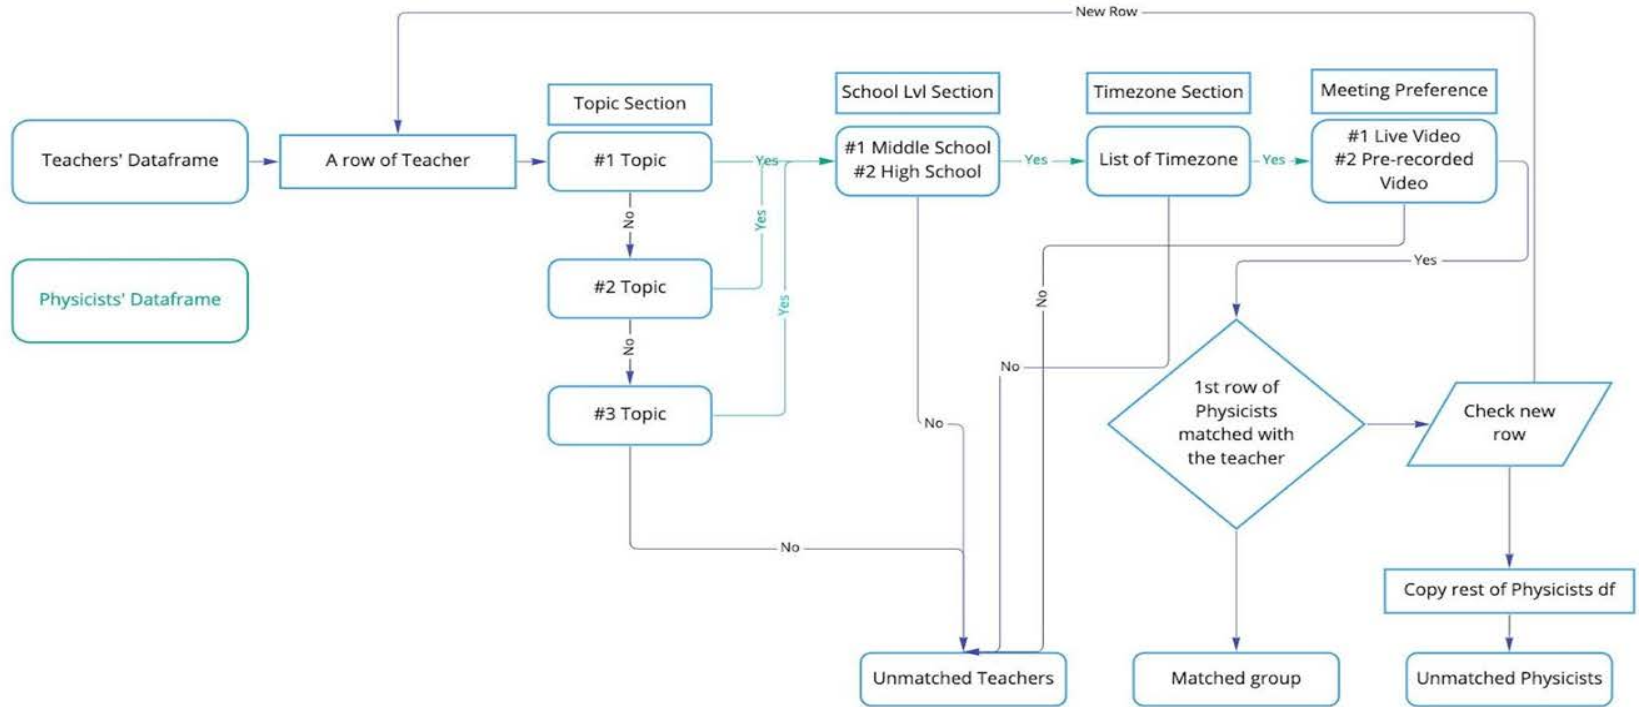 New Row
Topic Section
School Lvl Section
Timezone Section
Meeting Preference
Teachers' Dataframe
A row of Teacher
#1 Topic
Yes
#1 Middle School
#2 High School
Yes
List of Timezone
Yes
#1 Live Video
#2 Pre-recorded
Video
No
Yes
#2 Topic
Yes
Physicists' Dataframe
Yes
No
No
No
#3 Topic
No
1st row of
Physicists
matched with
the teacher
Check new
row
No
Copy rest of Physicists df
Unmatched Teachers
Matched group
Unmatched Physicists